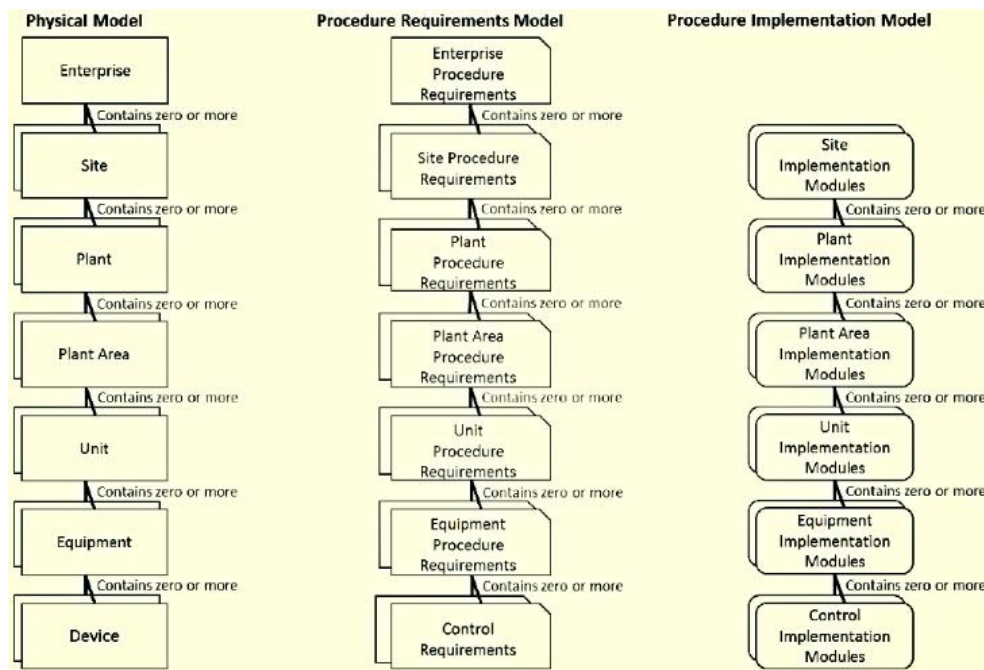 Physical Model
Procedure Requirements Model
Procedure Implementation Model
Enterprise
Enterprise
Procedure
Requirements
Contains zero or more
Contains zero or more
Site
Site Procedure
Requirements
Site
Implementation
Modules
Contains zero or more
Contains zero or more
Contains zero or more
Plant
Plant
Procedure
Requirements
Plant
Implementation
Modules
Contains zero or more
Contains zero or more
Contains zero or more
Plant Area
Plant Area
Procedure
Requirements
Plant Area
Implementation
Modules
Contains zero or more
Contains zero or more
Contains zero or more
Unit
Unit
Procedure
Requirements
Unit
Implementation
Modules
Contains zero or more
Contains zero or more
Contains zero or more
Equipment
Equipment
Procedure
Requirements
Equipment
Implementation
Modules
Contains zero or more
Contains zero or more
Contains zero or more
Device
Control
Requirements
Control
Implementation
Modules